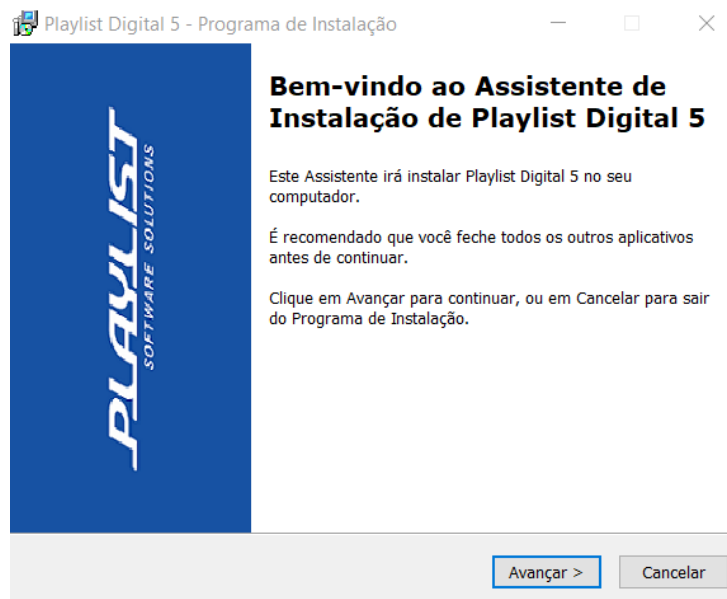 Playlist Digital 5 - Programa de Instalação
PLAYLIST
SOFTWARE SOLUTIONS
Bem-vindo ao Assistente de
Instalação de Playlist Digital 5
Este Assistente irá instalar Playlist Digital 5 no seu
computador.
É recomendado que você feche todos os outros aplicativos
antes de continuar.
Clique em Avançar para continuar, ou em Cancelar para sair
do Programa de Instalação.
Avançar >
Cancelar